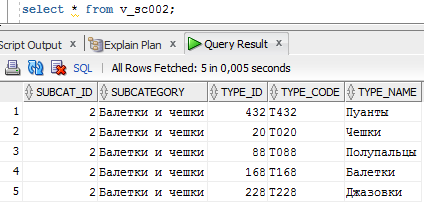 select * from v_sc002;
Script Output x Explain Plan x Query Result x
SQL | All Rows Fetched: 5 in 0,005 seconds
SUBCAT_ID SUBCATEGORY TYPE_ID TYPE_CODE TYPE_NAME
1 2 Балетки и чешки 432 T432 Пуанты
2 2 Балетки и чешки 20 T020 Чешки
3 2 Балетки и чешки 88 T088 Полупальцы
4 2 Балетки и чешки 168 T168 Балетки
5 2 Балетки и чешки 228 T228 Джазовки